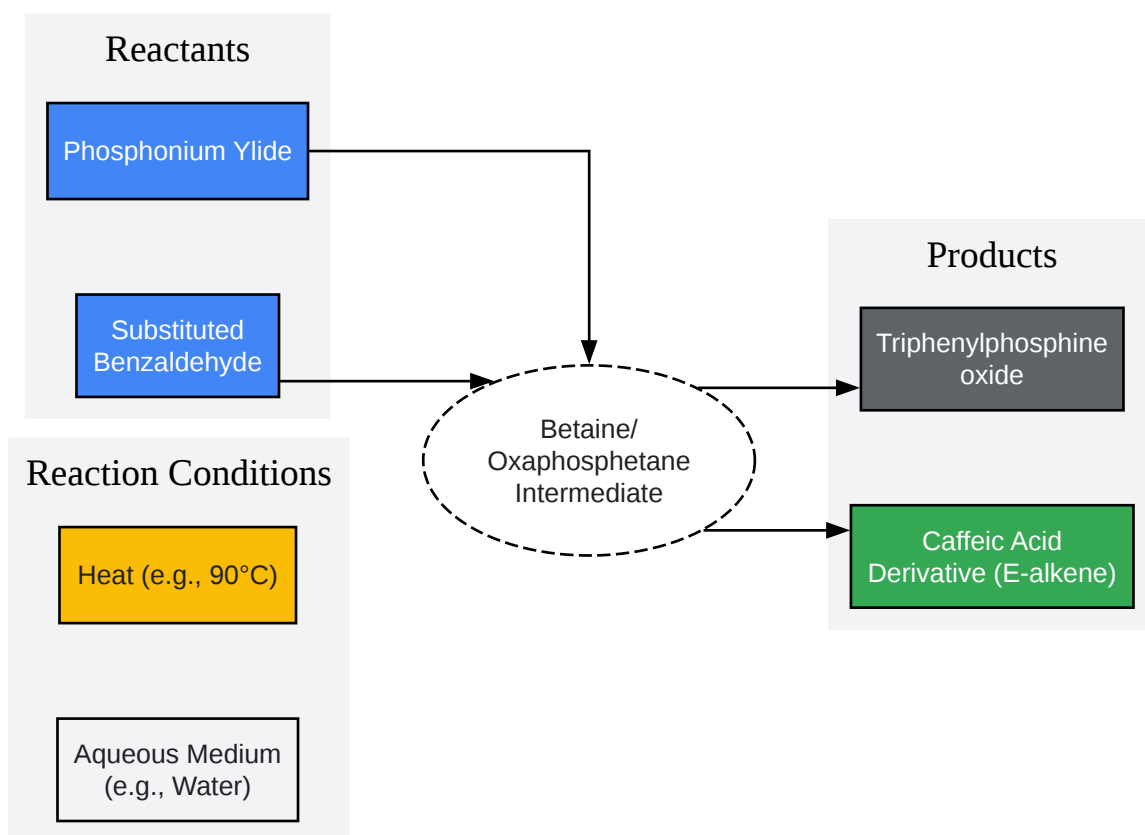 Reactants
Phosphonium Ylide
Substituted
Benzaldehyde
Reaction Conditions
Heat (e.g., 90°C)
Aqueous Medium
(e.g., Water)
Betaine/
Oxaphosphetane
Intermediate
Products
Triphenylphosphine
oxide
Caffeic Acid
Derivative (E-alkene)